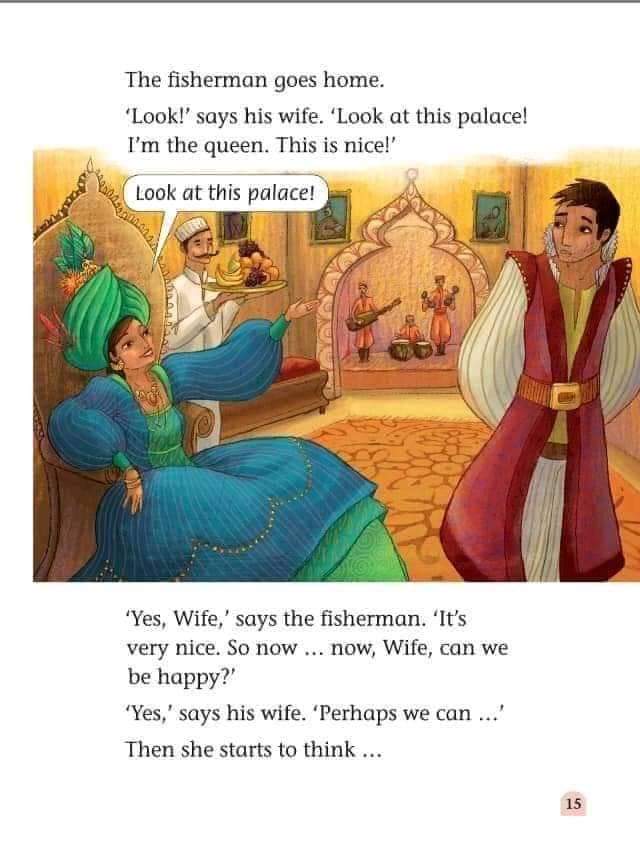 The fisherman goes home.
‘Look!’ says his wife. ‘Look at this palace!
I’m the queen. This is nice!’
Look at this palace!
‘Yes, Wife,’ says the fisherman. ‘It’s
very nice. So now ... now, Wife, can we
be happy?’
‘Yes,’ says his wife. ‘Perhaps we can ...’
Then she starts to think ...
15